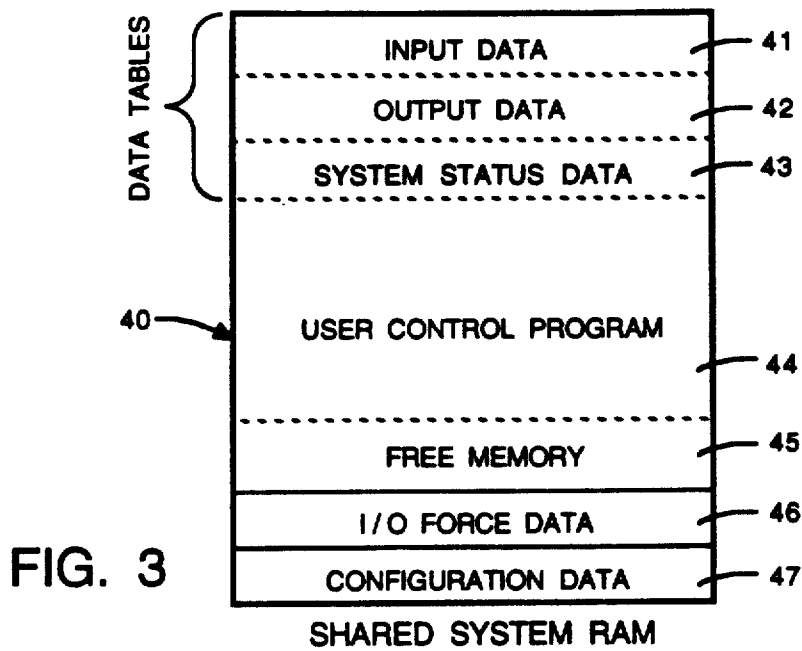 DATA TABLES
INPUT DATA
41
OUTPUT DATA
42
SYSTEM STATUS DATA
43
40
USER CONTROL PROGRAM
44
FREE MEMORY
45
I/O FORCE DATA
46
CONFIGURATION DATA
47
FIG. 3
SHARED SYSTEM RAM